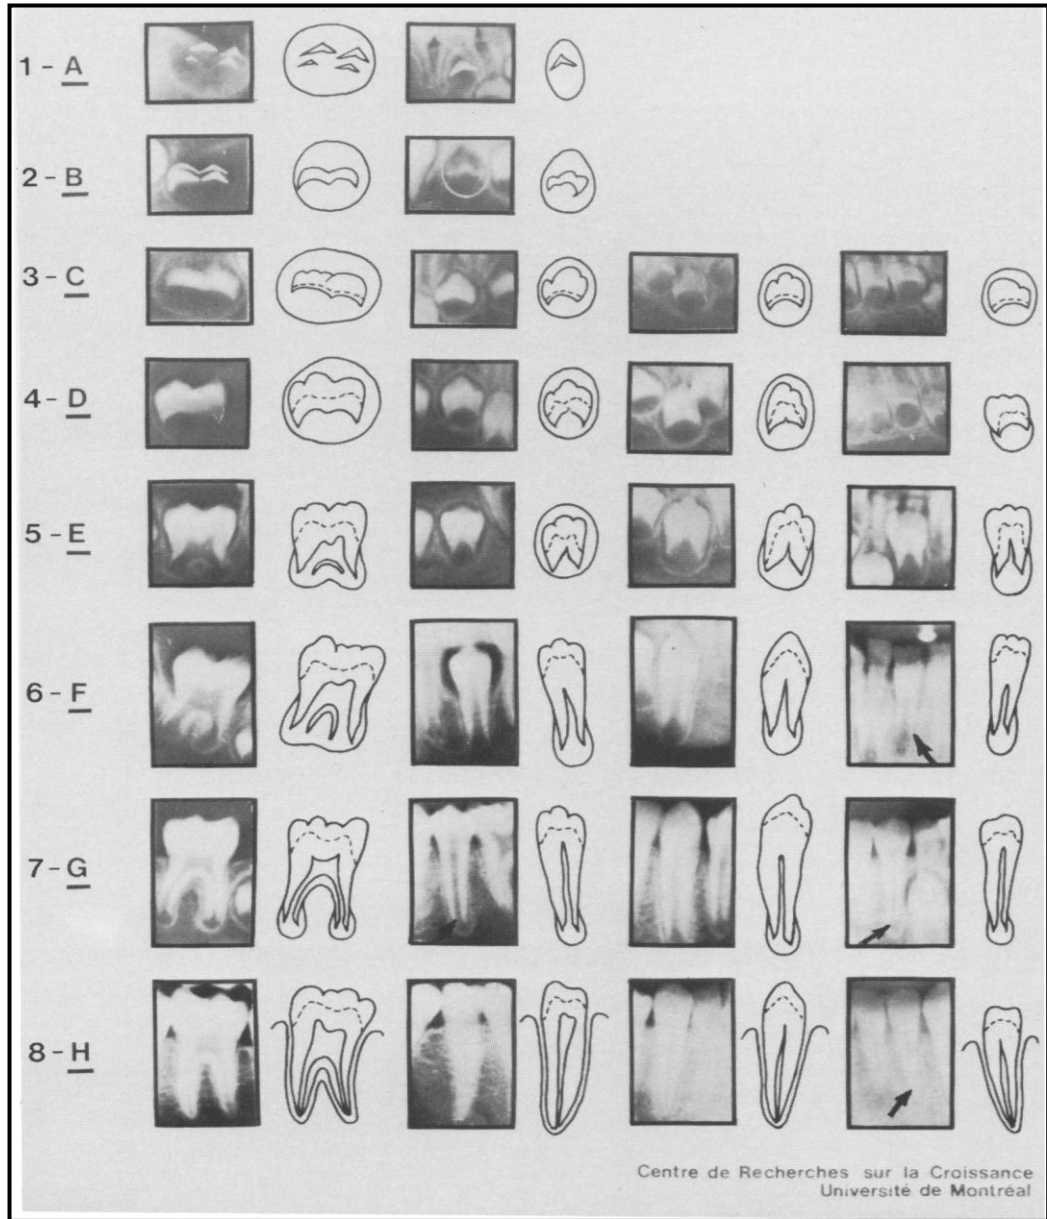 1 - A
2 - B
3 - C
4 - D
5 - E
6 - F
7 - G
8 - H
Centre de Recherches sur la Croissance
Université de Montréal